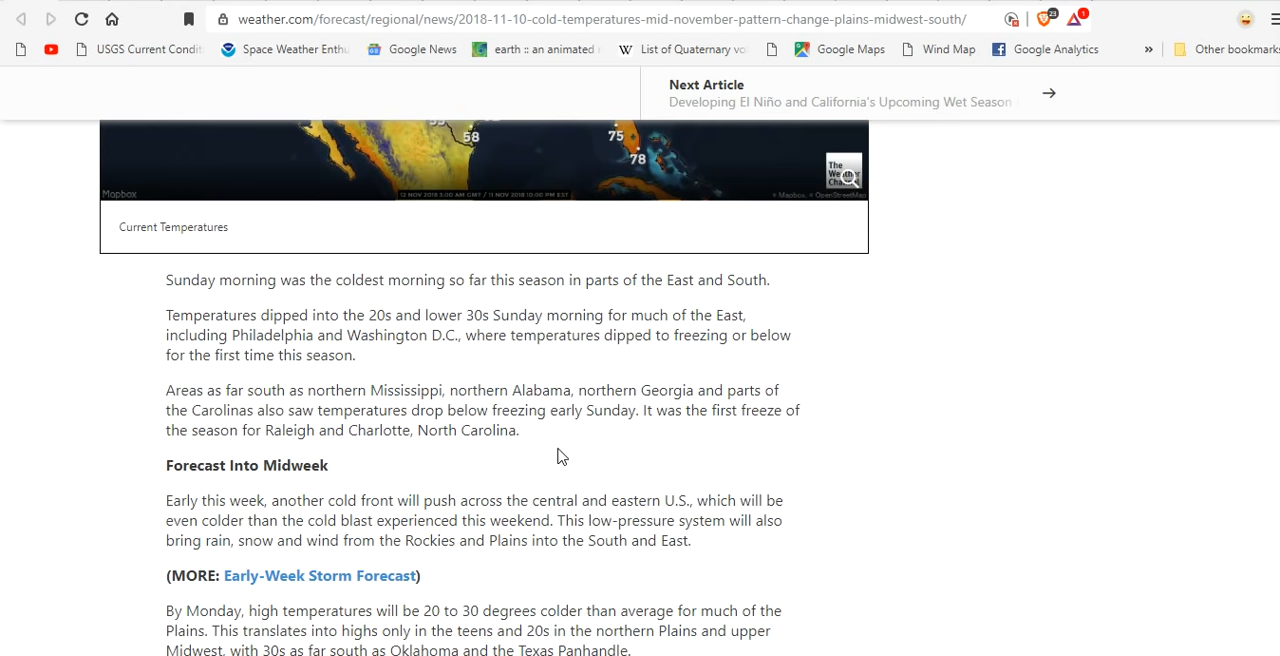 weather.com/forecast/regional/news/2018-11-10-cold-temperatures-mid-november-pattern-change-plains-midwest-south/
23
1
USGS Current Condit
Space Weather Enthu
Google News
earth :: an animated
W List of Quaternary vo
Google Maps
Wind Map
Google Analytics
»
Other bookmarks
Next Article
Developing El Niño and California's Upcoming Wet Season
58
75
78
The Weather Channel
Mapbox
12 NOV 2018 3:00 AM GMT / 11 NOV 2018 10:00 PM EST
© Mapbox © OpenStreetMap
Current Temperatures
Sunday morning was the coldest morning so far this season in parts of the East and South.
Temperatures dipped into the 20s and lower 30s Sunday morning for much of the East,
including Philadelphia and Washington D.C., where temperatures dipped to freezing or below
for the first time this season.
Areas as far south as northern Mississippi, northern Alabama, northern Georgia and parts of
the Carolinas also saw temperatures drop below freezing early Sunday. It was the first freeze of
the season for Raleigh and Charlotte, North Carolina.
Forecast Into Midweek
Early this week, another cold front will push across the central and eastern U.S., which will be
even colder than the cold blast experienced this weekend. This low-pressure system will also
bring rain, snow and wind from the Rockies and Plains into the South and East.
(MORE: Early-Week Storm Forecast)
By Monday, high temperatures will be 20 to 30 degrees colder than average for much of the
Plains. This translates into highs only in the teens and 20s in the northern Plains and upper
Midwest, with 30s as far south as Oklahoma and the Texas Panhandle.